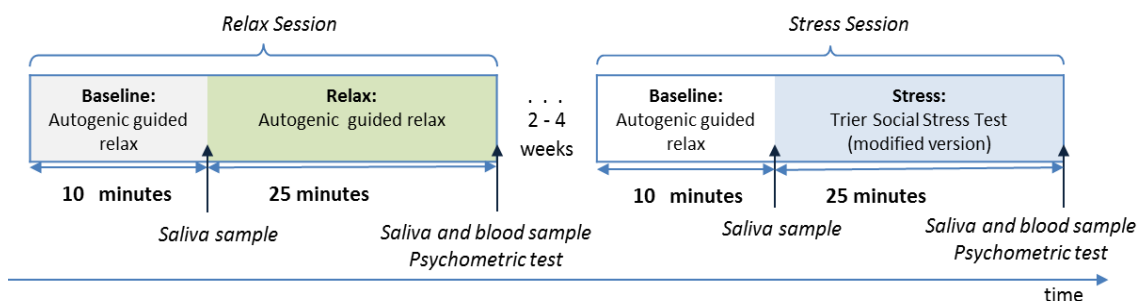 Relax Session
Stress Session
Baseline:
Autogenic guided
relax
Relax:
Autogenic guided relax
. . .
2 - 4
weeks
Baseline:
Autogenic guided
relax
Stress:
Trier Social Stress Test
(modified version)
10 minutes
25 minutes
10 minutes
25 minutes
Saliva sample
Saliva and blood sample
Psychometric test
Saliva sample
Saliva and blood sample
Psychometric test
time